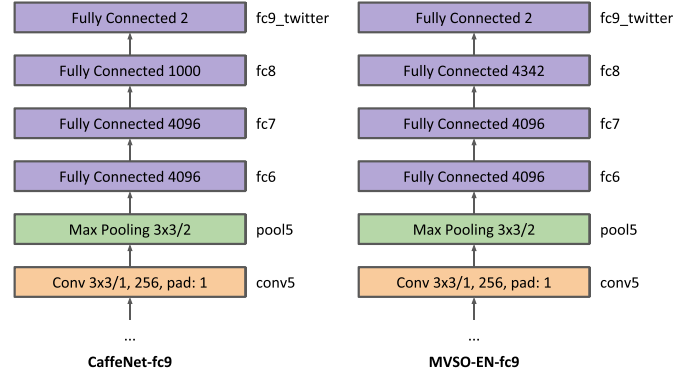 Fully Connected 2 fc9_twitter
Fully Connected 1000 fc8
Fully Connected 4096 fc7
Fully Connected 4096 fc6
Max Pooling 3x3/2 pool5
Conv 3x3/1, 256, pad: 1 conv5
...
CaffeNet-fc9
Fully Connected 2 fc9_twitter
Fully Connected 4342 fc8
Fully Connected 4096 fc7
Fully Connected 4096 fc6
Max Pooling 3x3/2 pool5
Conv 3x3/1, 256, pad: 1 conv5
...
MVSO-EN-fc9